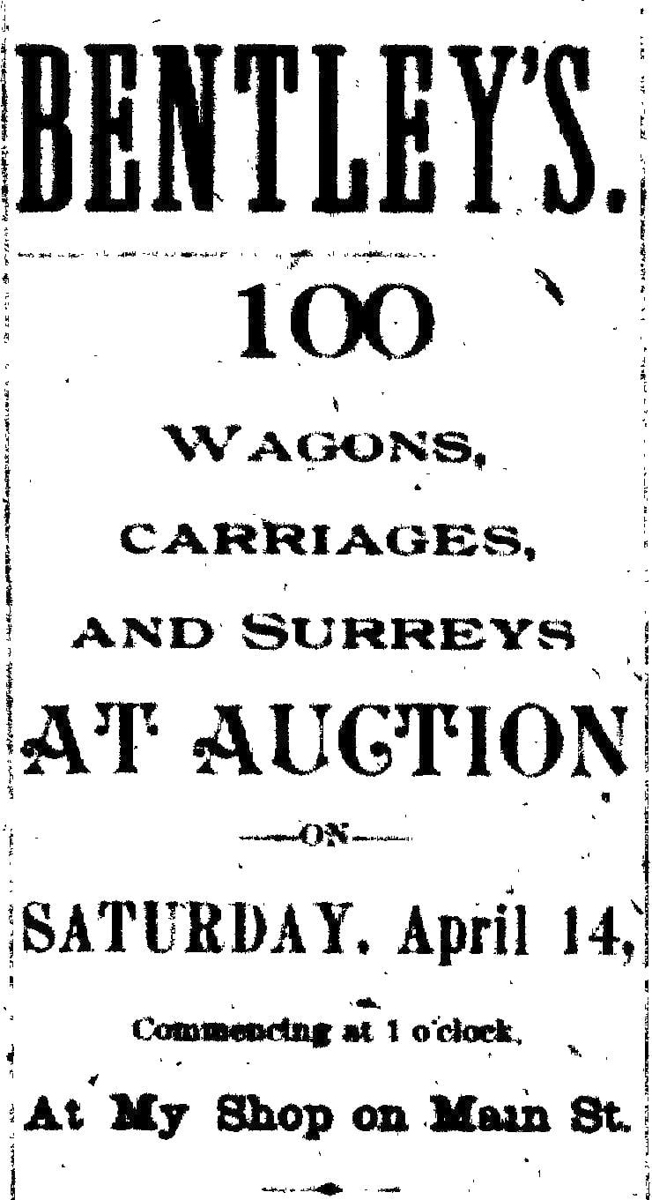 BENTLEY'S.
100
WAGONS,
CARRIAGES,
AND SURREYS
AT AUCTION
ON
SATURDAY, April 14,
Commencing at 1 o'clock,
At My Shop on Main St.